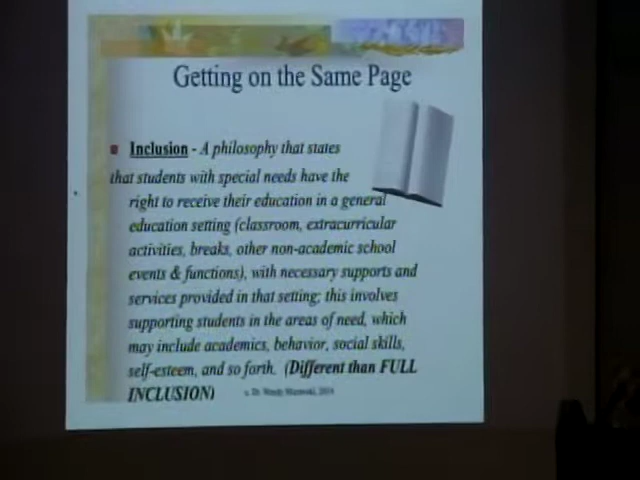 Getting on the Same Page
Inclusion - A philosophy that states
that students with special needs have the
right to receive their education in a general
education setting (classroom, extracurricular
activities, breaks, other non-academic school
events & functions), with necessary supports and
services provided in that setting; this involves
supporting students in the areas of need, which
may include academics, behavior, social skills,
self-esteem, and so forth. (Different than FULL
INCLUSION)
Dr. Wendy 2014